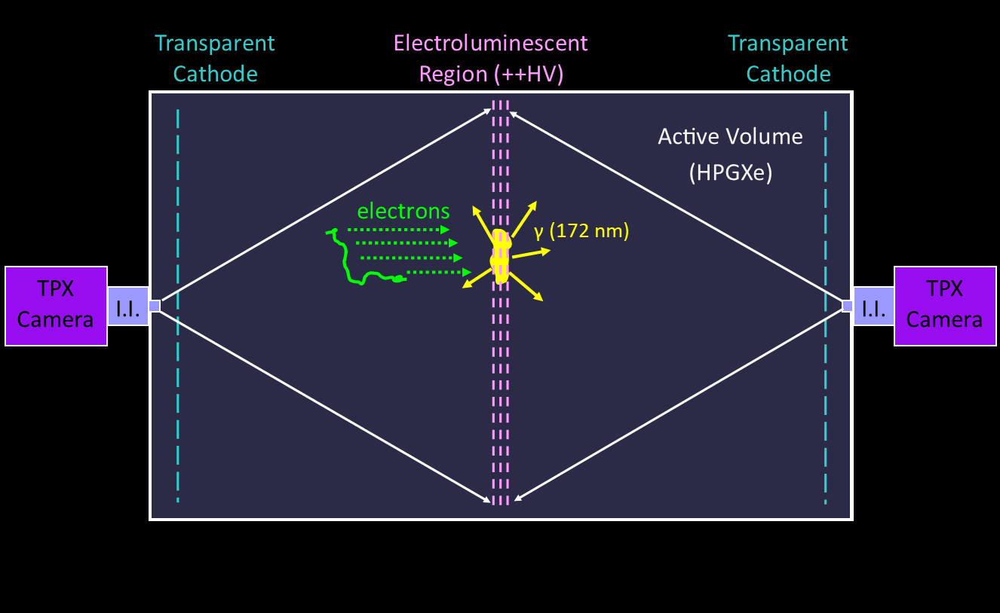 Transparent
Cathode
Electroluminescent
Region (++HV)
Transparent
Cathode
Active Volume
(HPGXe)
electrons
γ (172 nm)
TPX
Camera
I.I.
I.I.
TPX
Camera